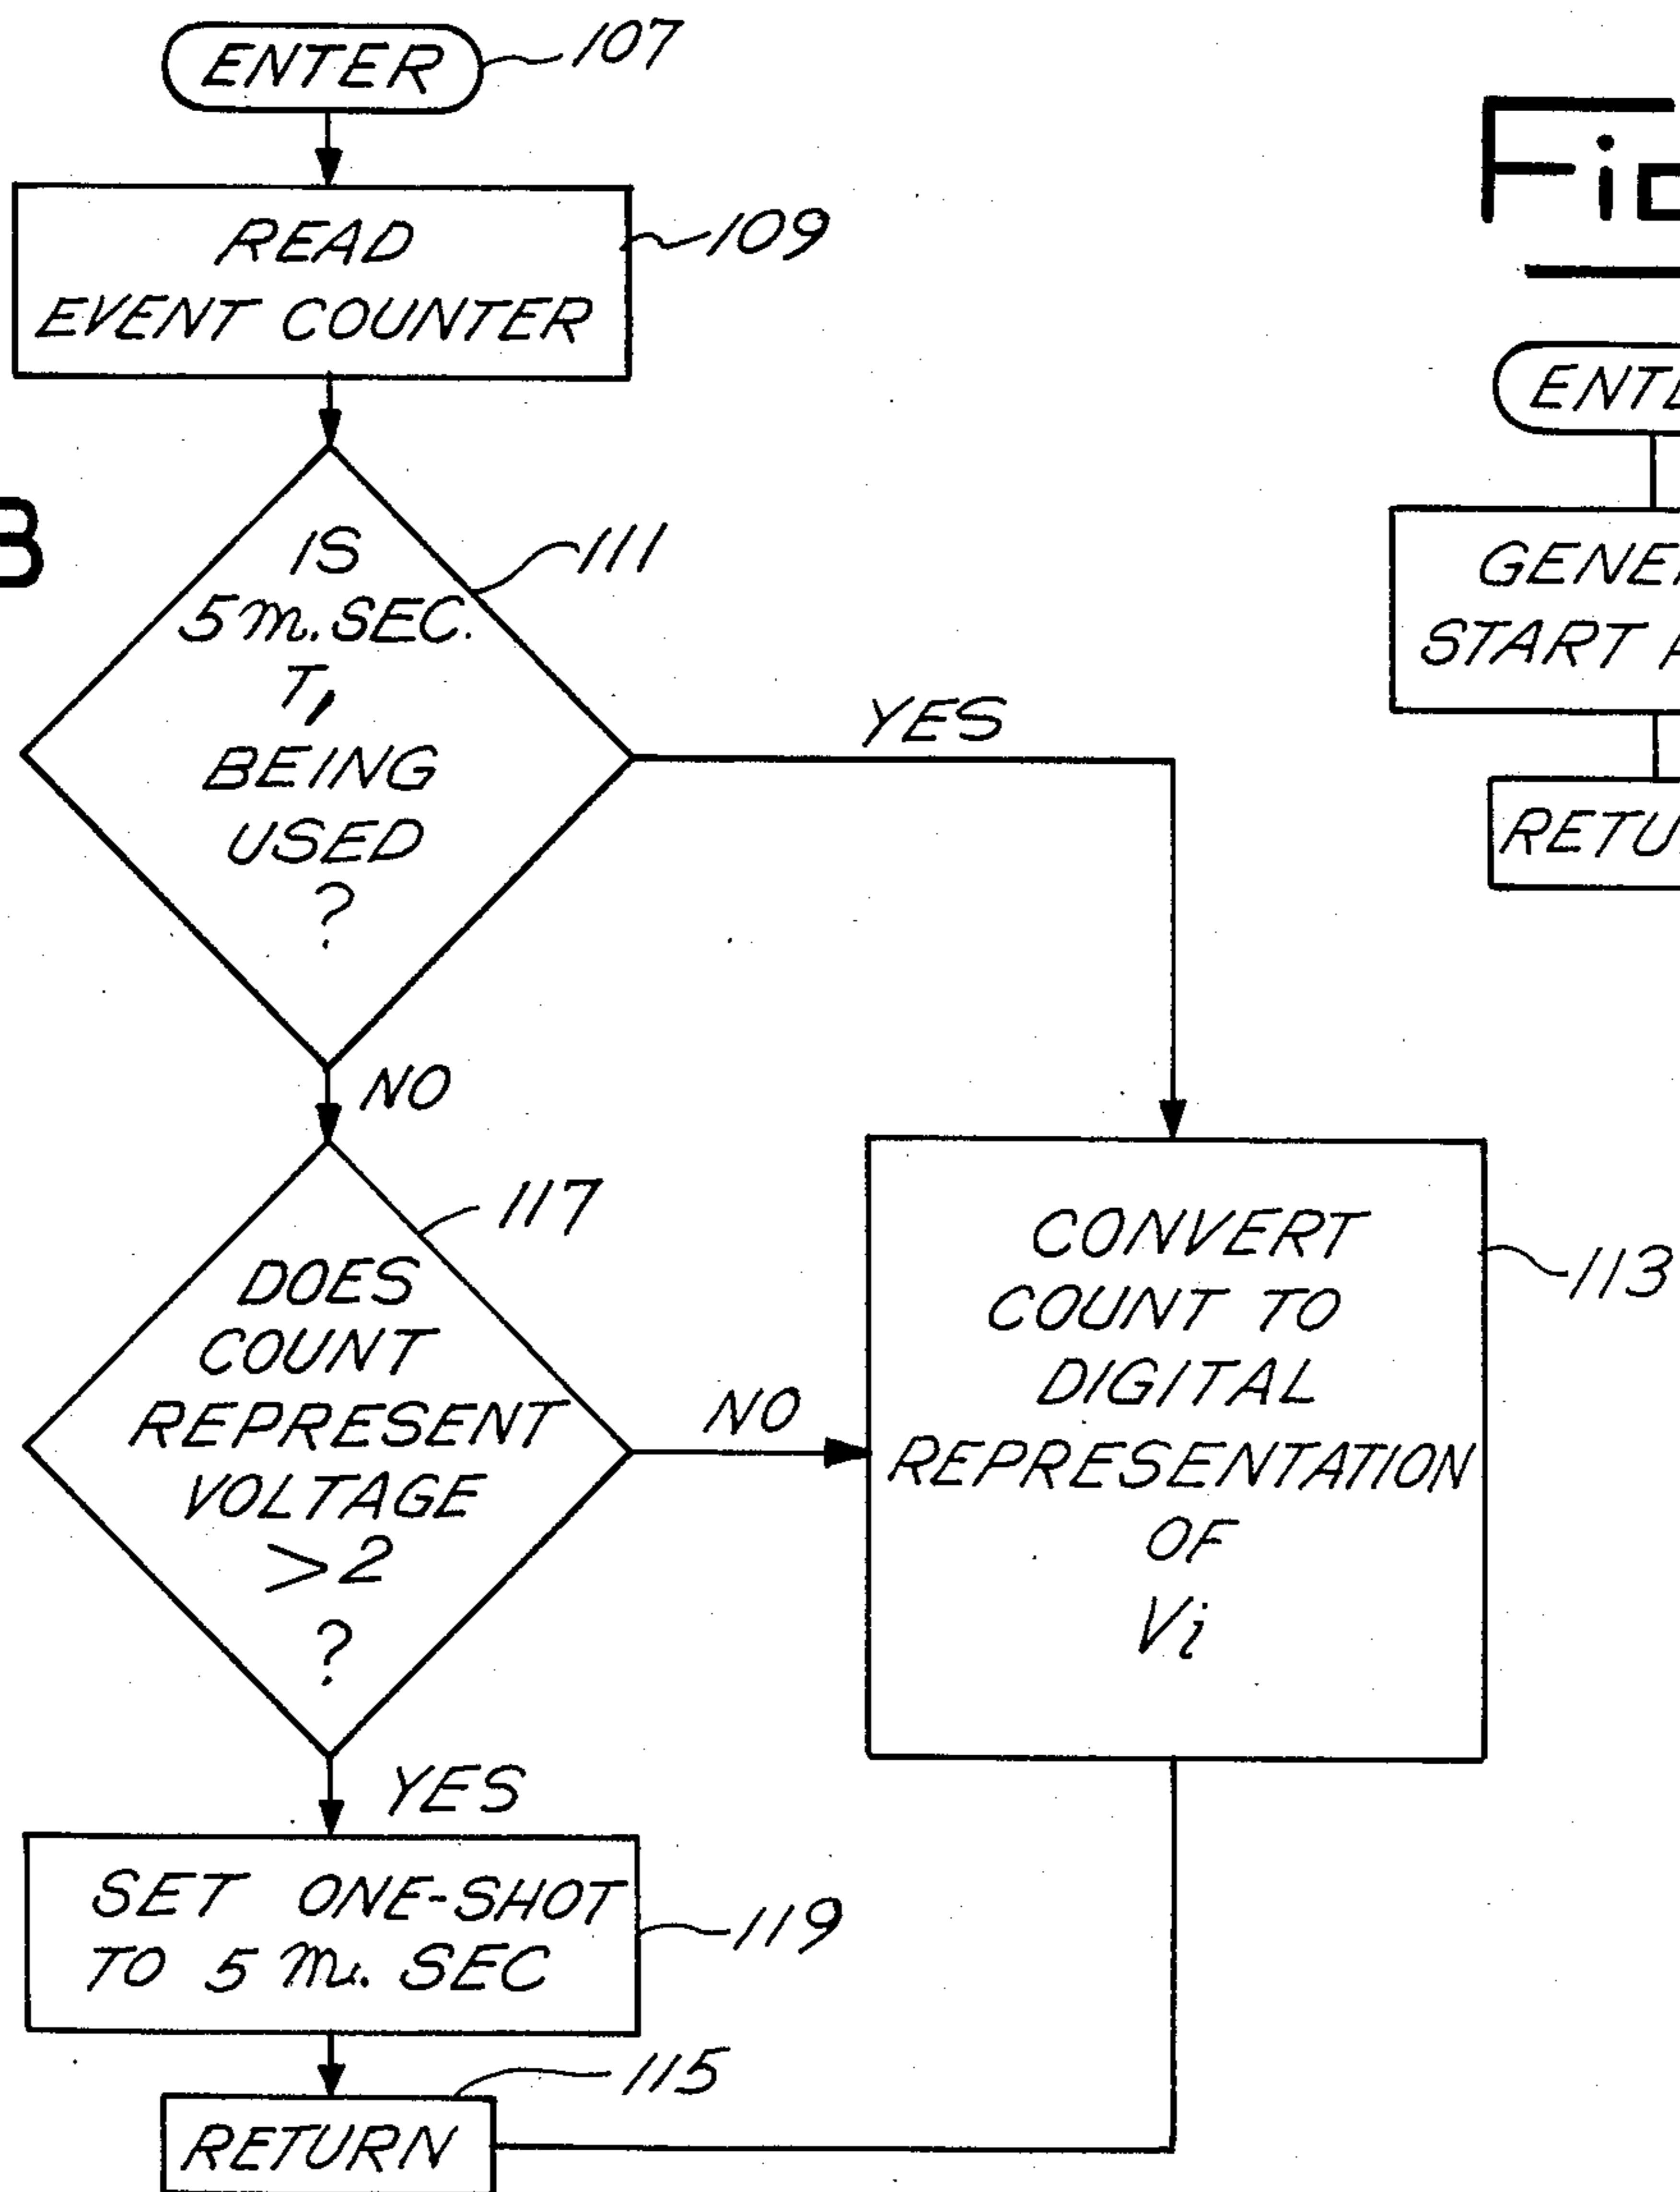 ENTER
107
READ
EVENT COUNTER
109
B
IS
5 m. SEC.
T,
BEING
USED
?
111
YES
NO
DOES
COUNT
REPRESENT
VOLTAGE
>2
?
117
NO
CONVERT
COUNT TO
DIGITAL
REPRESENTATION
OF
Vi
113
YES
SET ONE-SHOT
TO 5 m. SEC
119
RETURN
115